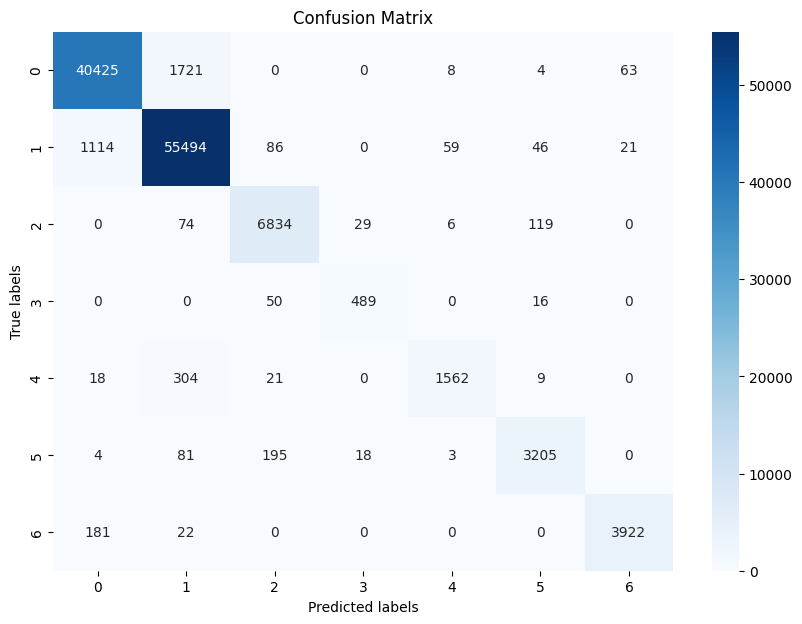 Confusion Matrix
0 40425 1721 0 0 8 4 63
1 1114 55494 86 0 59 46 21
2 0 74 6834 29 6 119 0
3 0 0 50 489 0 16 0
4 18 304 21 0 1562 9 0
5 4 81 195 18 3 3205 0
6 181 22 0 0 0 0 3922
0 1 2 3 4 5 6
True labels
Predicted labels
50000
40000
30000
20000
10000
0